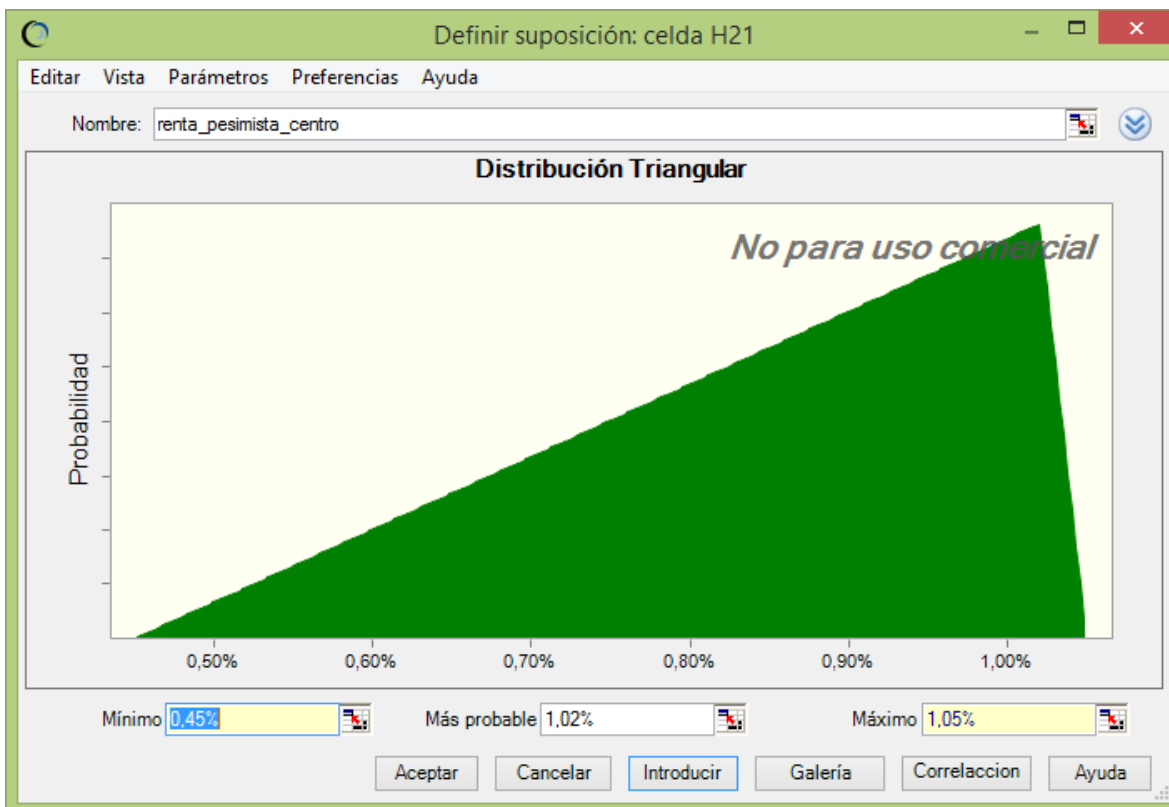 Definir suposición: celda H21
Editar Vista Parámetros Preferencias Ayuda
Nombre: renta_pesimista_centro
Distribución Triangular
No para uso comercial
Probabilidad
0,50% 0,60% 0,70% 0,80% 0,90% 1,00%
Mínimo 0,45% Más probable 1,02% Máximo 1,05%
Aceptar Cancelar Introducir Galería Correlaccion Ayuda